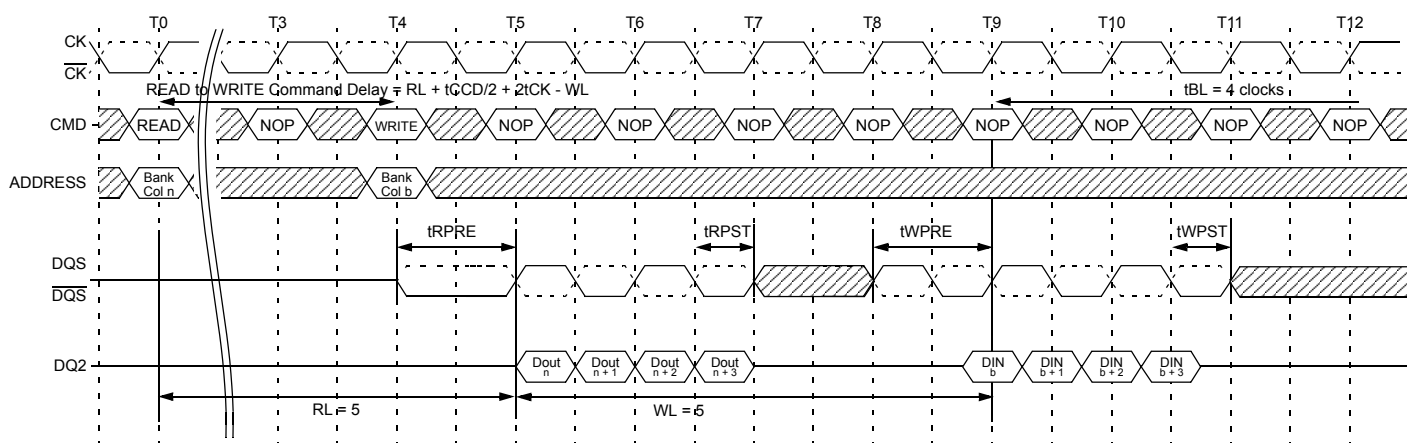 T0 T3 T4 T5 T6 T7 T8 T9 T10 T11 T12
CK
CK
READ to WRITE Command Delay = RL + tCCD/2 + 2tCK - WL
tBL = 4 clocks
CMD READ NOP WRITE NOP NOP NOP NOP NOP NOP NOP NOP
ADDRESS
Bank
Col n
Bank
Col b
tRPRE tRPST tWPRE tWPST
DQS
DQS
DQ2
Dout
n
Dout
n + 1
Dout
n + 2
Dout
n + 3
DIN
b
DIN
b + 1
DIN
b + 2
DIN
b + 3
RL = 5 WL = 5